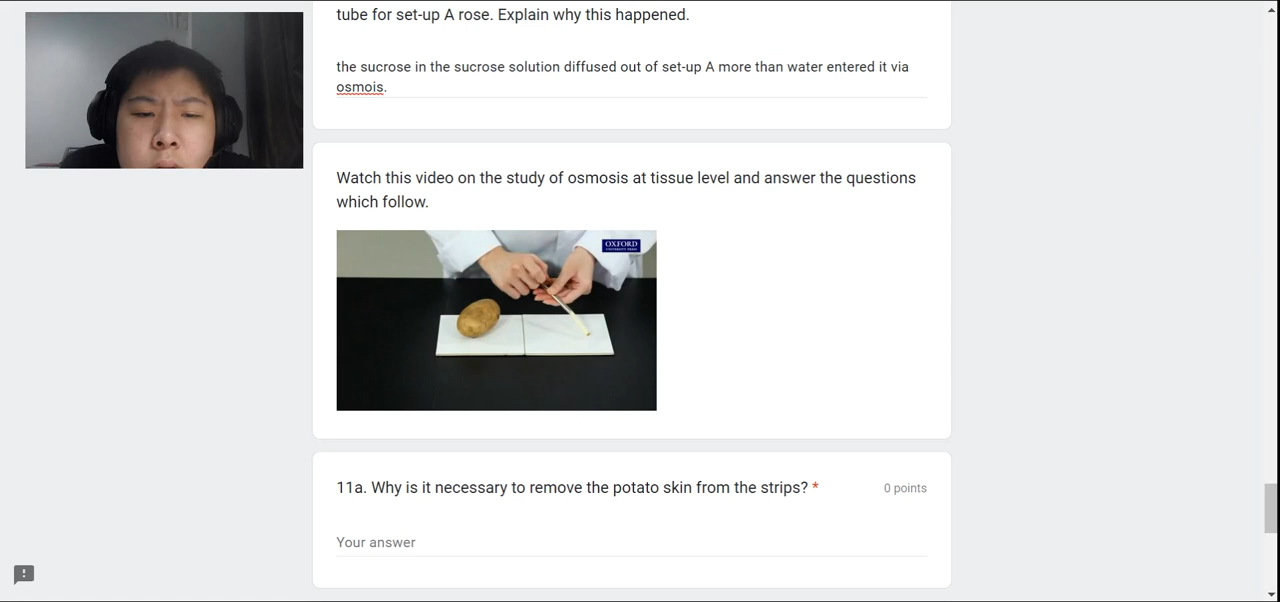 tube for set-up A rose. Explain why this happened.
the sucrose in the sucrose solution diffused out of set-up A more than water entered it via
osmois.
Watch this video on the study of osmosis at tissue level and answer the questions
which follow.
OXFORD
UNIVERSITY PRESS
11a. Why is it necessary to remove the potato skin from the strips? *
0 points
Your answer